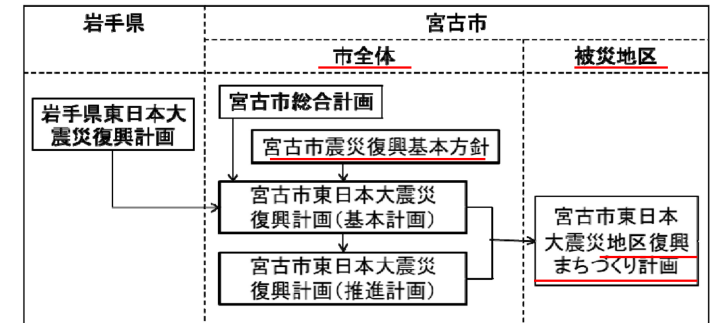 岩手県
宮古市
市全体
被災地区
岩手県東日本大
震災復興計画
宮古市総合計画
宮古市震災復興基本方針
宮古市東日本大震災
復興計画(基本計画)
宮古市東日本大震災
復興計画(推進計画)
宮古市東日本
大震災地区復興
まちづくり計画